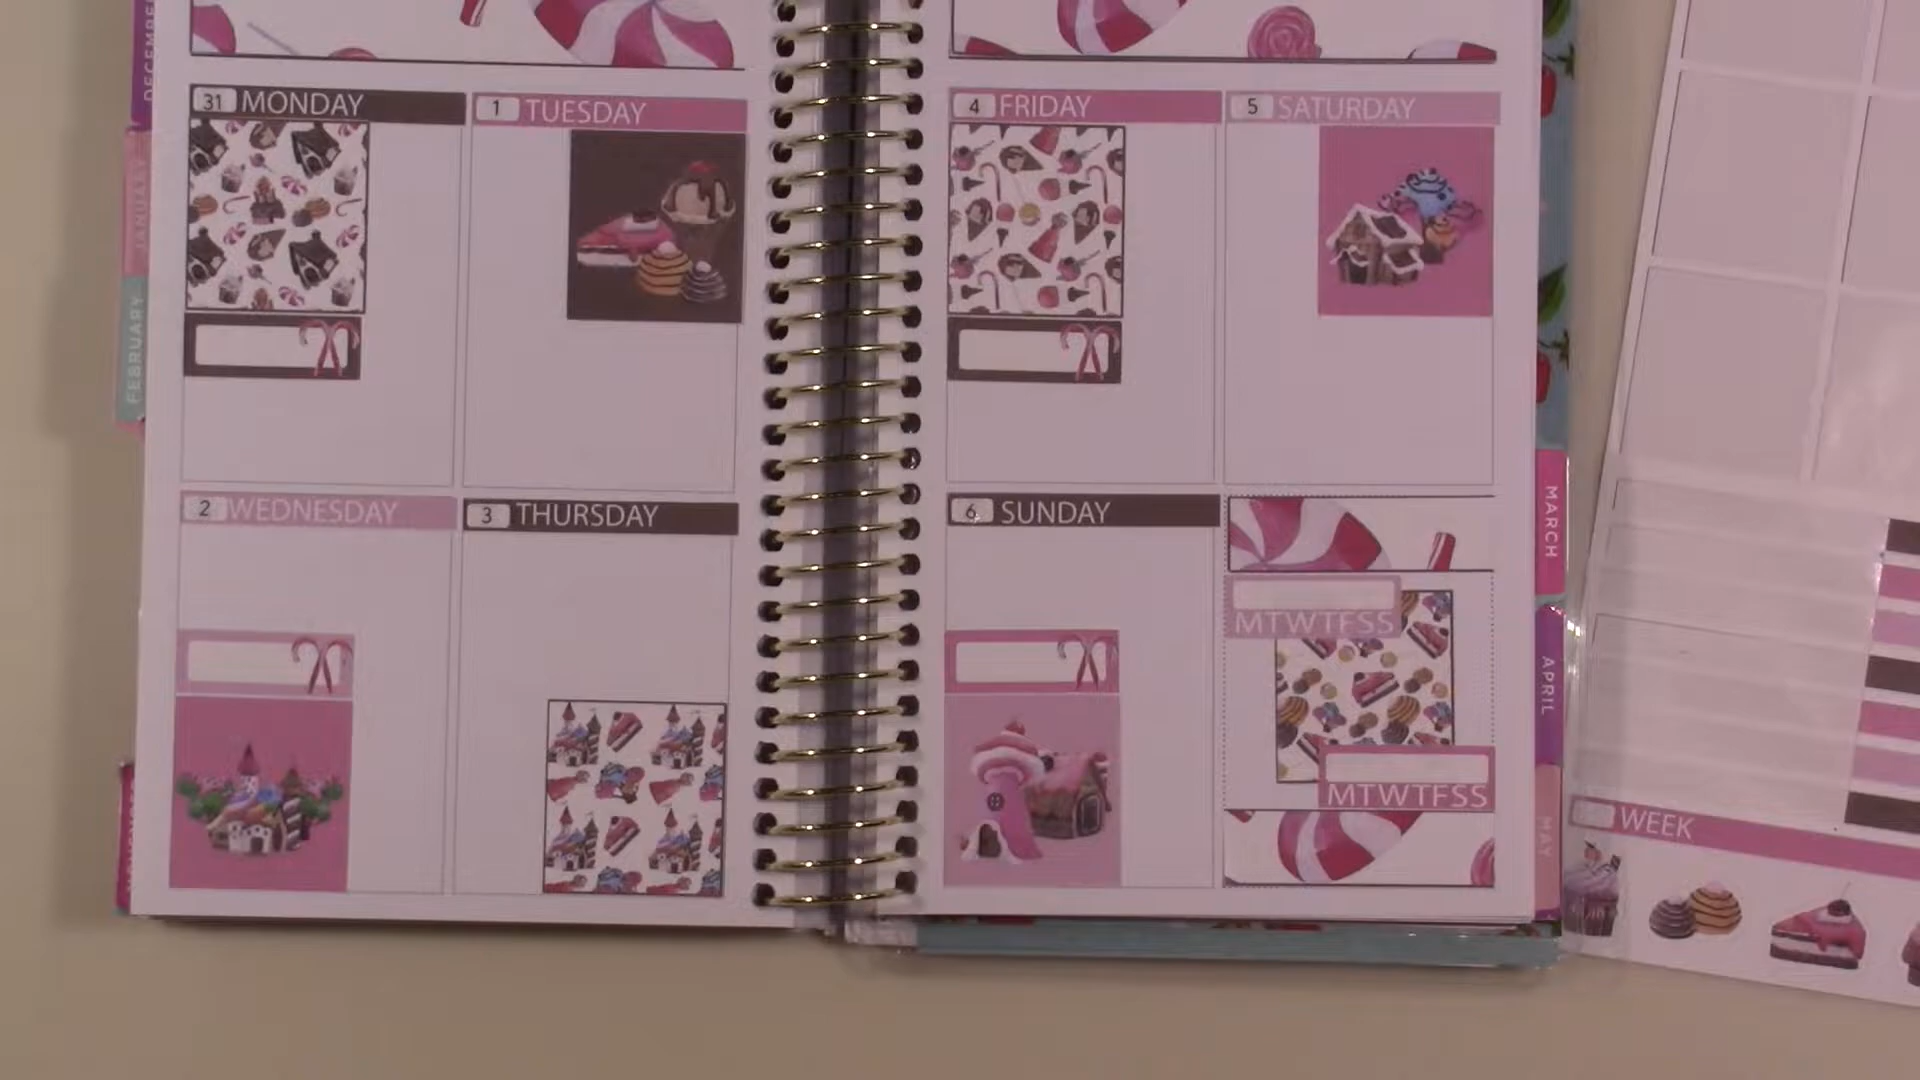 DECEMBER
JANUARY
FEBRUARY
31 MONDAY
1 TUESDAY
2 WEDNESDAY
3 THURSDAY
4 FRIDAY
5 SATURDAY
6 SUNDAY
MTWTFSS
MTWTFSS
MARCH
APRIL
MAY
WEEK